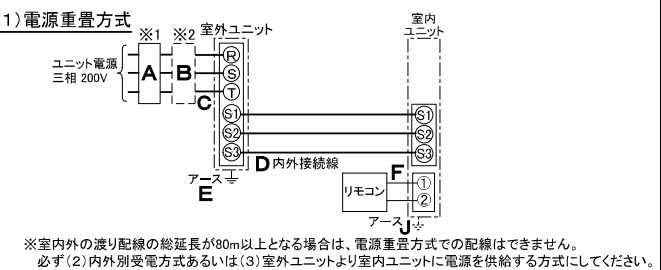 1)電源重畳方式
※1 ※2 室外ユニット
室内
ユニット
ユニット電源
三相 200V
A B
C
R
S
T
S1 S1
S2 S2
S3 S3
D 内外接続線
アース
E
F
リモコン
①
②
アース J
※室内外の渡り配線の総延長が80m以上となる場合は、電源重畳方式での配線はできません。
必ず(2)内外別受電方式あるいは(3)室外ユニットより室内ユニットに電源を供給する方式にしてください。